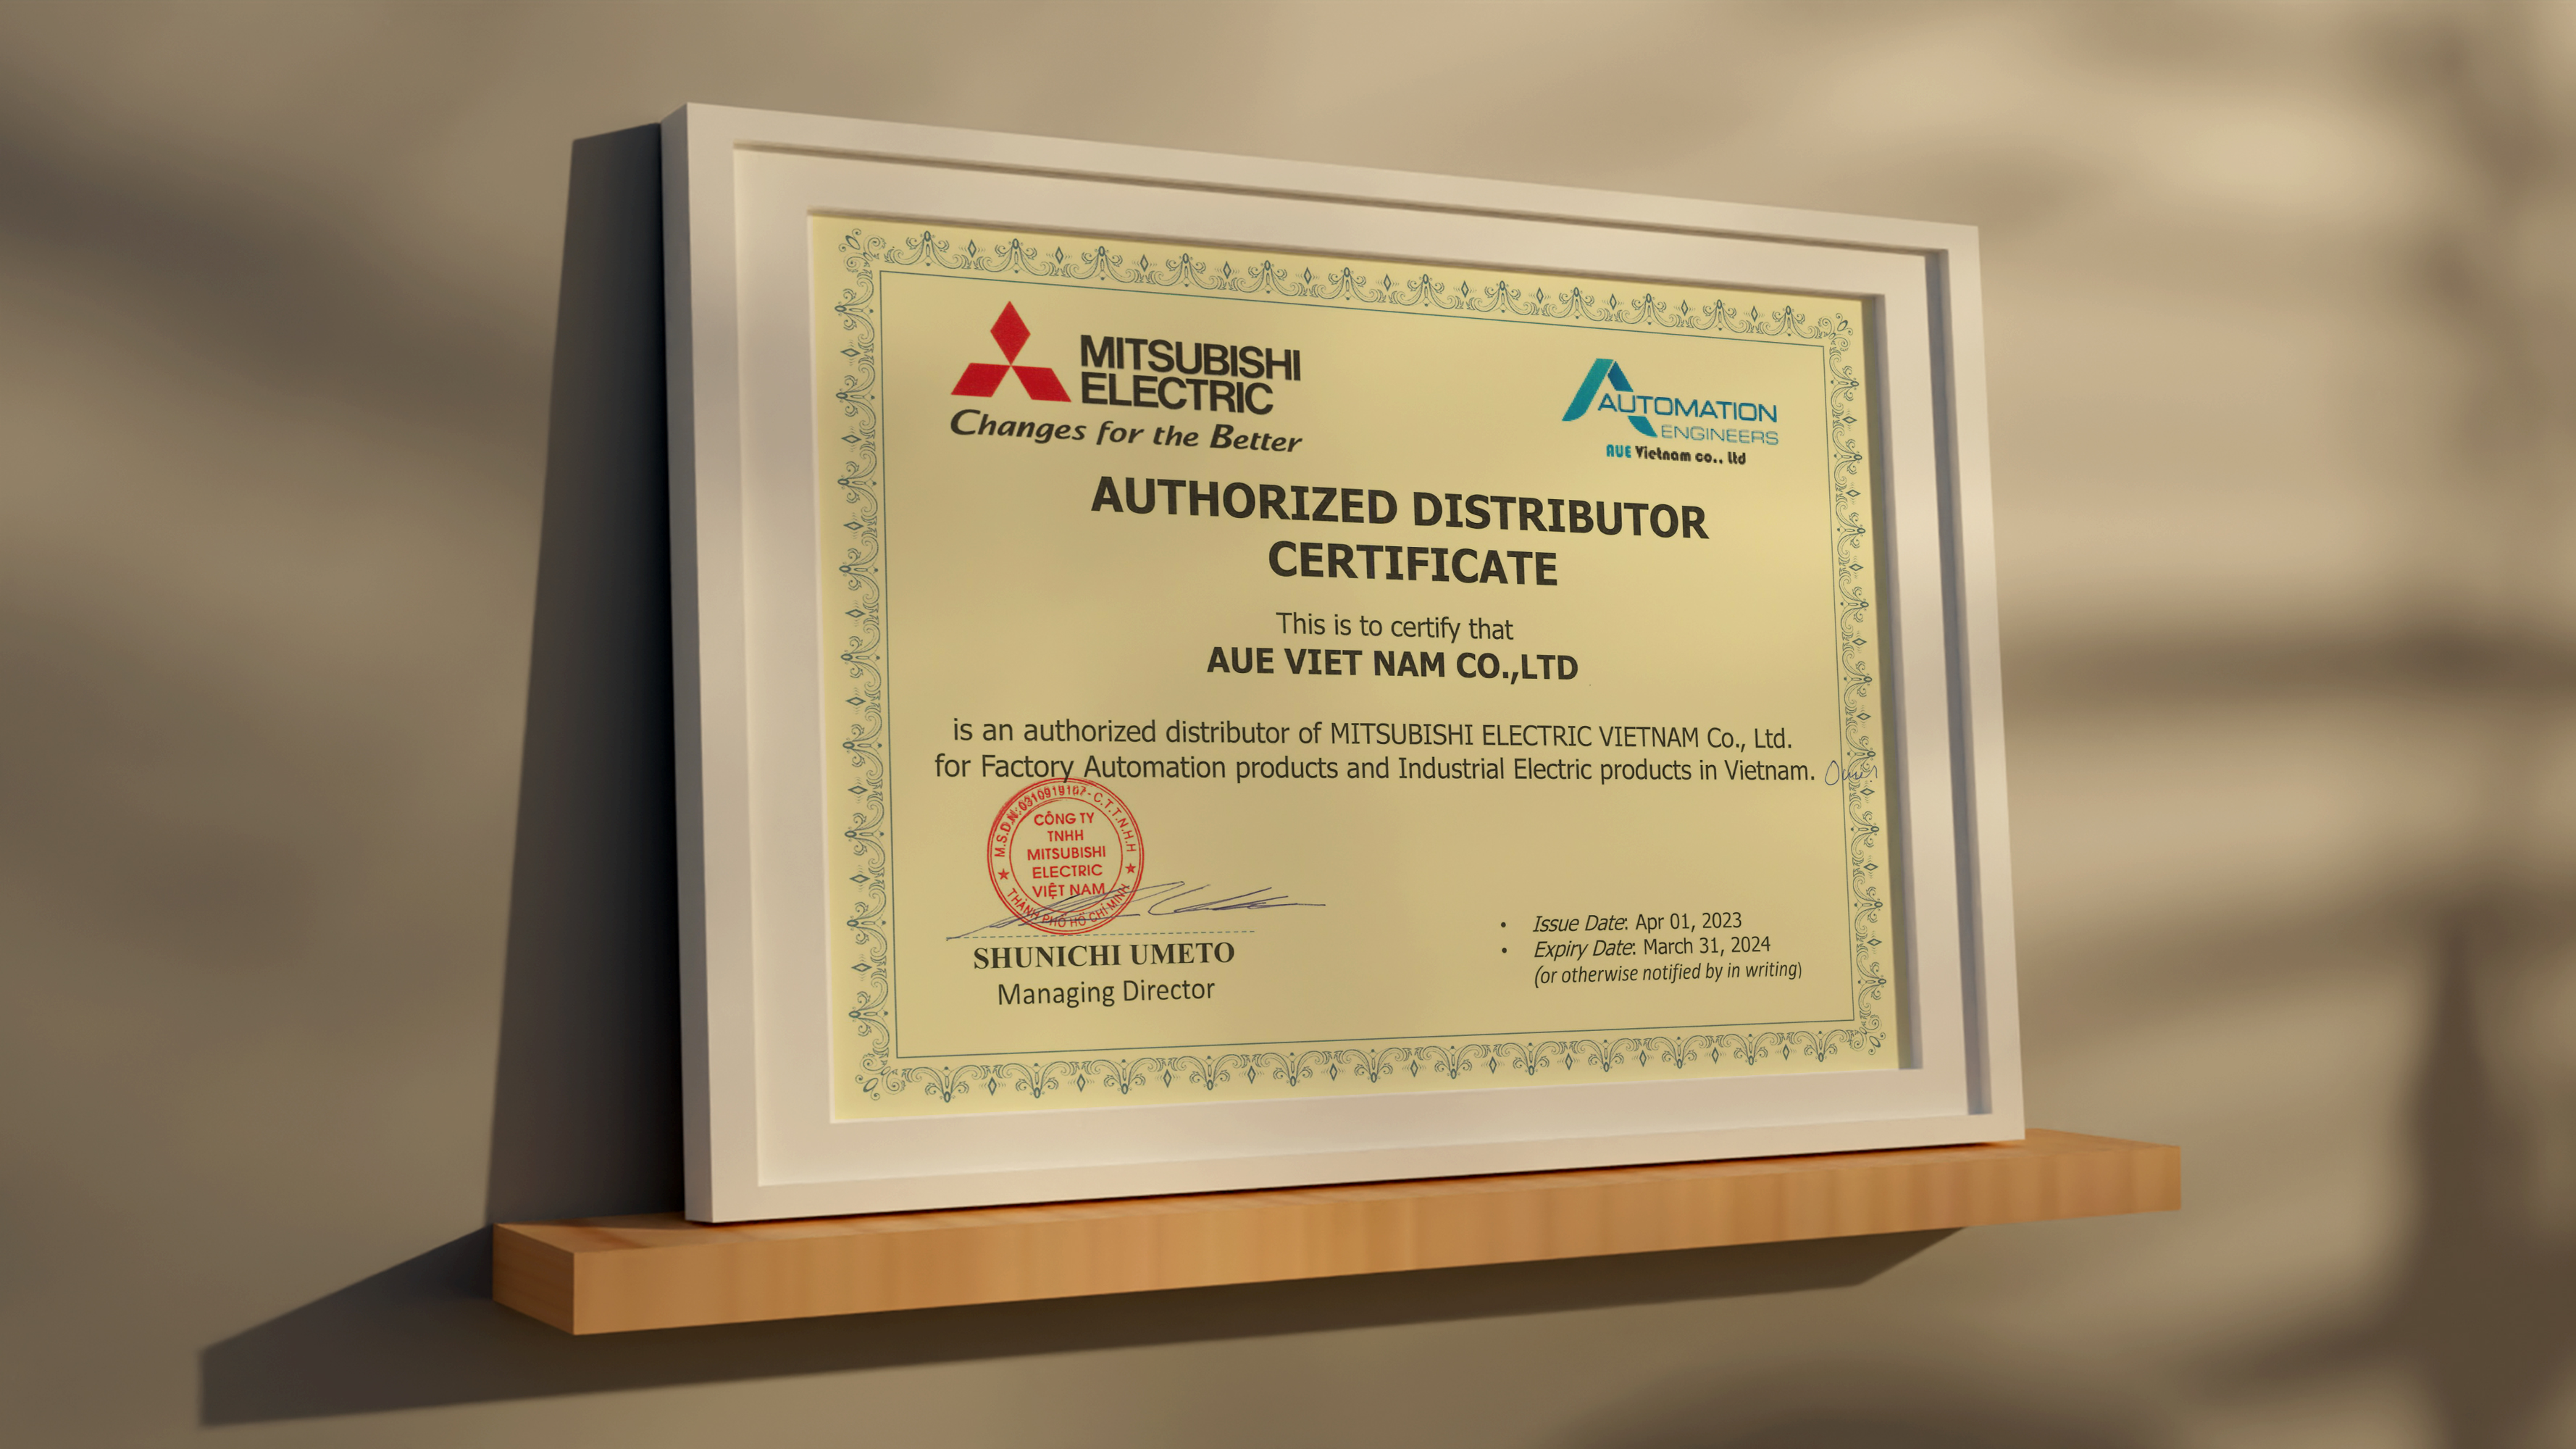 MITSUBISHI
ELECTRIC
Changes for the Better
AUTOMATION
ENGINEERS
AUE Vietnam co., ltd
AUTHORIZED DISTRIBUTOR
CERTIFICATE
This is to certify that
AUE VIET NAM CO.,LTD
is an authorized distributor of MITSUBISHI ELECTRIC VIETNAM Co., Ltd.
for Factory Automation products and Industrial Electric products in Vietnam.
M.S.D.N: 0310919107 - C.T.T.N.H.H
CÔNG TY
TNHH
MITSUBISHI
ELECTRIC
VIỆT NAM
THÀNH PHỐ HỒ CHÍ MINH
SHUNICHI UMETO
Managing Director
• Issue Date: Apr 01, 2023
• Expiry Date: March 31, 2024
(or otherwise notified by in writing)